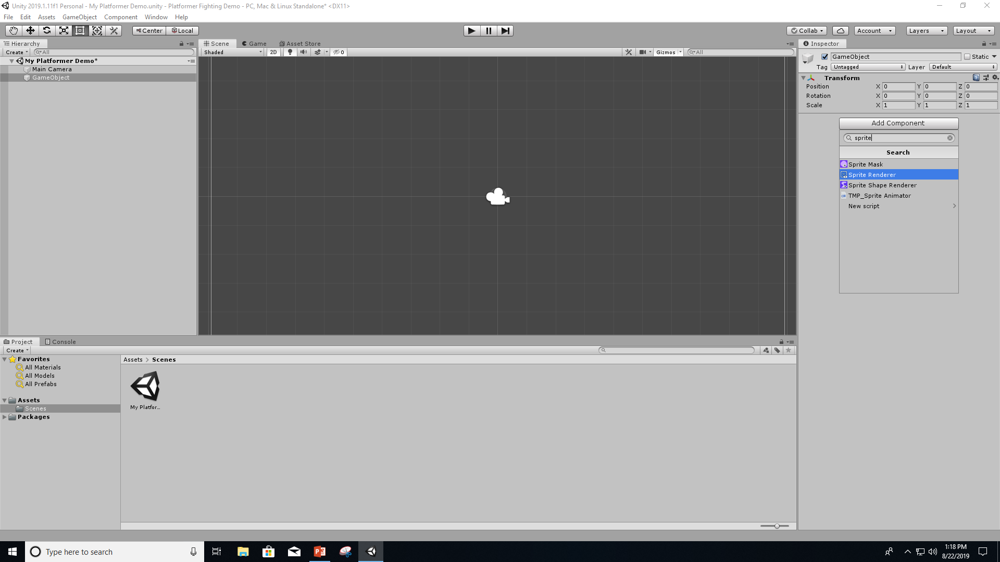 Unity 2019.1.11f1 Personal - My Platformer Demo.unity - Platformer Fighting Demo - PC, Mac & Linux Standalone* <DX11>
File Edit Assets GameObject Component Window Help
Center Local Collab Account Layers Layout
Hierarchy
Create All
My Platformer Demo*
Main Camera
GameObject
Scene Game Asset Store
Shaded 2D 0 Gizmos All
Inspector
GameObject Static
Tag Untagged Layer Default
Transform
Position X 0 Y 0 Z 0
Rotation X 0 Y 0 Z 0
Scale X 1 Y 1 Z 1
Add Component
sprite
Search
Sprite Mask
Sprite Renderer
Sprite Shape Renderer
TMP_Sprite Animator
New script
Project Console
Create
Favorites
All Materials
All Models
All Prefabs
Assets
Scenes
Packages
Assets > Scenes
My Platfor...
Type here to search
1:18 PM
8/22/2019